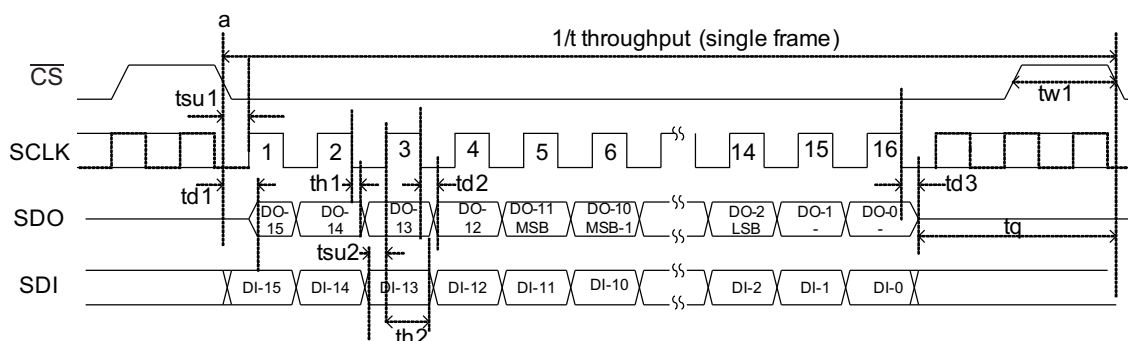 a
1/t throughput (single frame)
CS
tsu1
tw1
SCLK
1 2 3 4 5 6 14 15 16
td1 th1 td2 td3
SDO
DO-15 DO-14 DO-13 DO-12 DO-11 MSB DO-10 MSB-1 DO-2 LSB DO-1 - DO-0 -
tsu2
tq
SDI
DI-15 DI-14 DI-13 DI-12 DI-11 DI-10 DI-2 DI-1 DI-0
th2